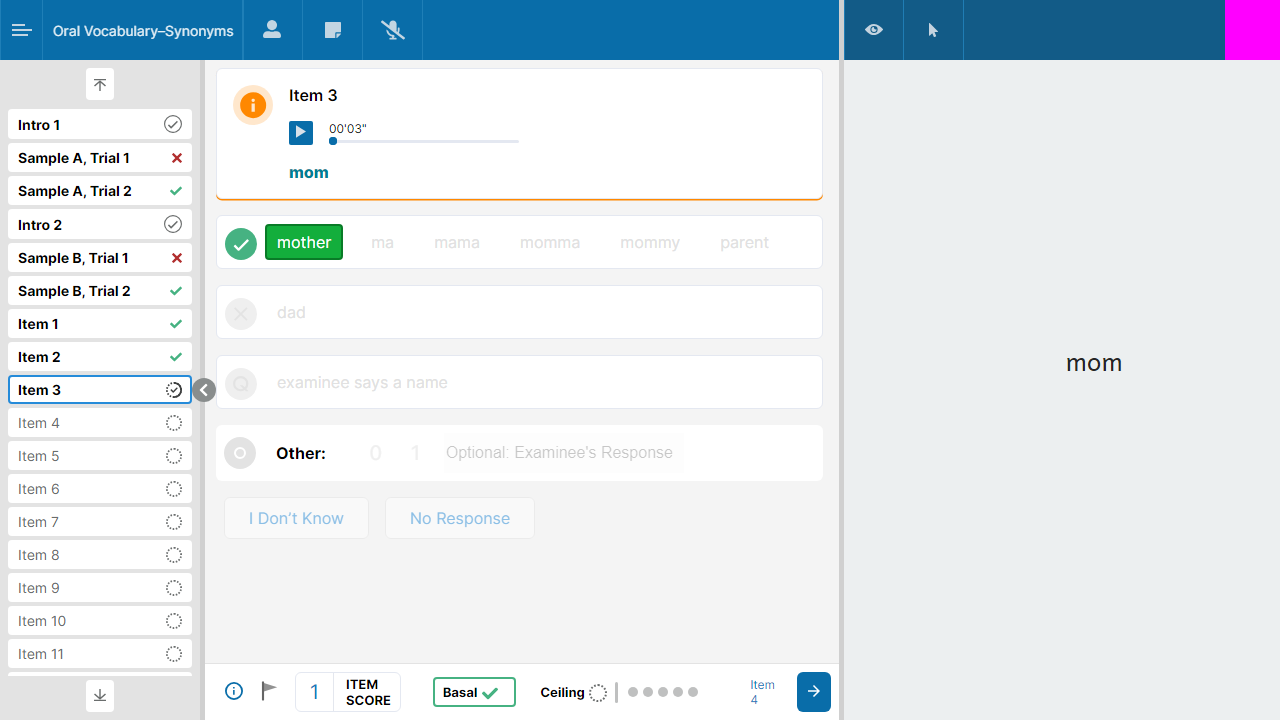 Oral Vocabulary–Synonyms
Intro 1
Sample A, Trial 1
Sample A, Trial 2
Intro 2
Sample B, Trial 1
Sample B, Trial 2
Item 1
Item 2
Item 3
Item 4
Item 5
Item 6
Item 7
Item 8
Item 9
Item 10
Item 11
Item 3
00'03"
mom
mother ma mama momma mommy parent
dad
Q examinee says a name
Other: 0 1 Optional: Examinee's Response
I Don't Know No Response
1 ITEM SCORE Basal Ceiling Item 4
mom